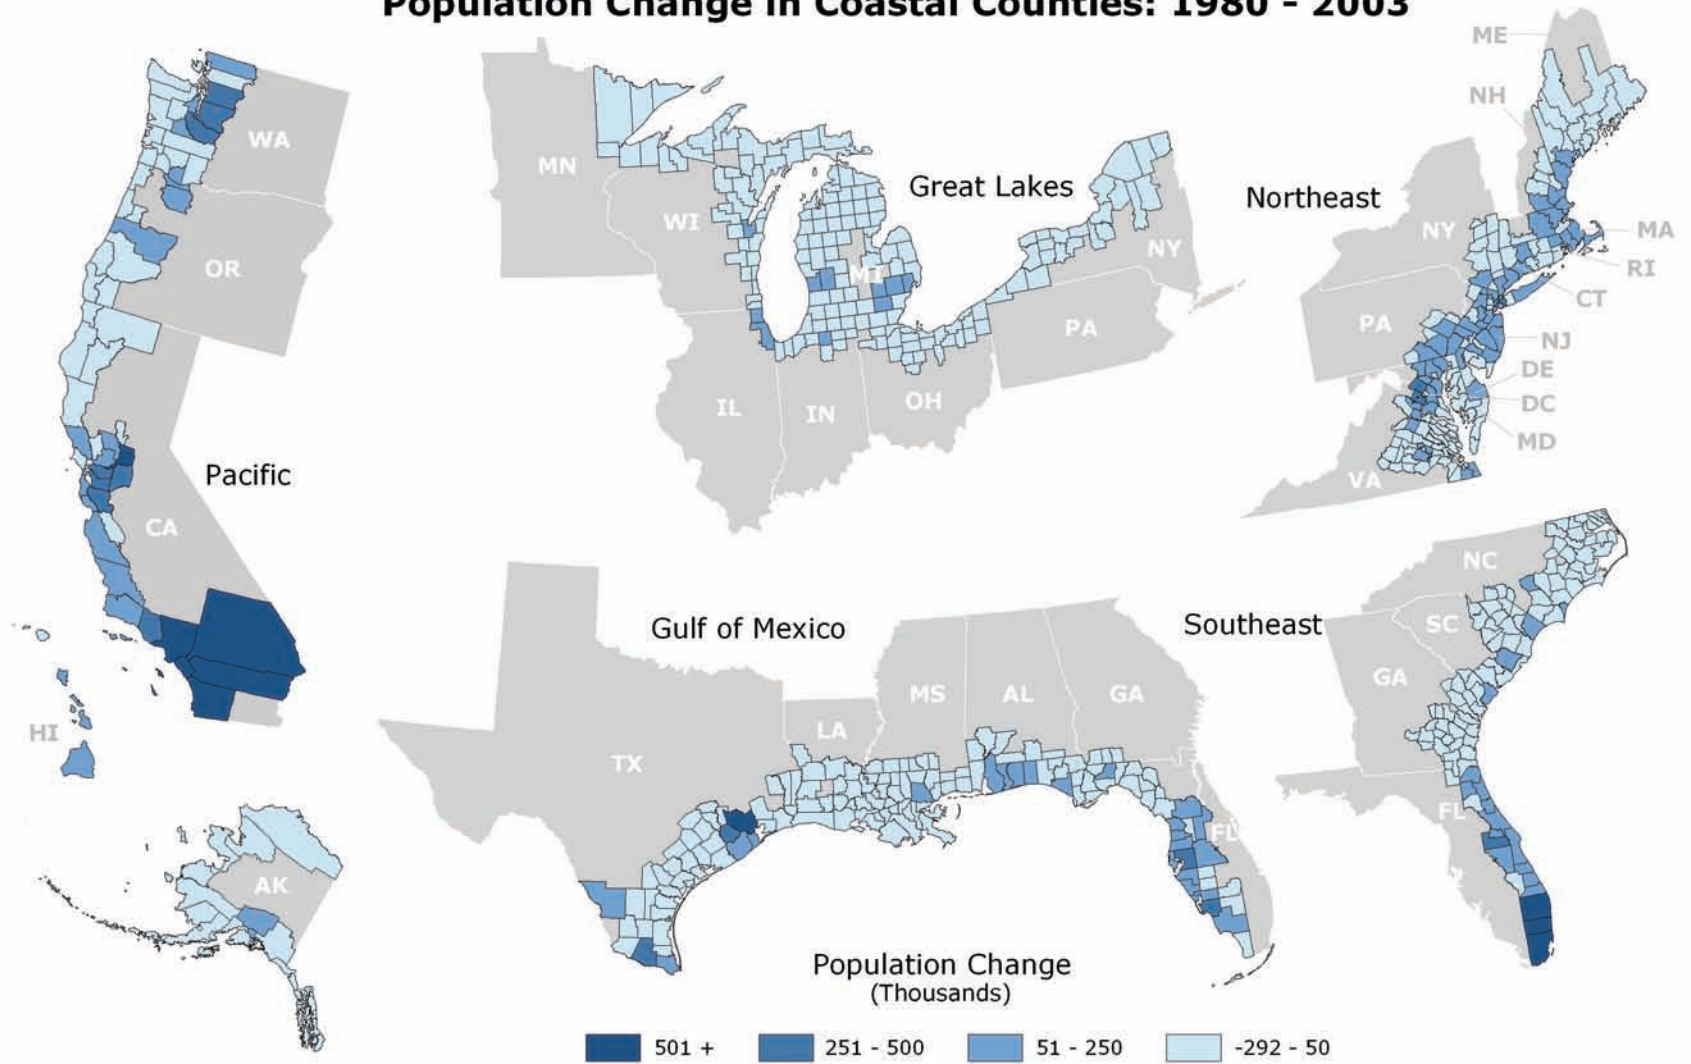 Population Change in Coastal Counties: 1980 - 2003
ME
NH
WA
MN
Great Lakes
Northeast
WI
MI
NY
NY
MA
RI
OR
CT
PA
PA
NJ
DE
IL
IN
OH
DC
MD
Pacific
VA
CA
NC
Gulf of Mexico
Southeast
SC
MS
AL
GA
GA
HI
LA
TX
FL
FL
AK
Population Change
(Thousands)
501 +
251 - 500
51 - 250
-292 - 50